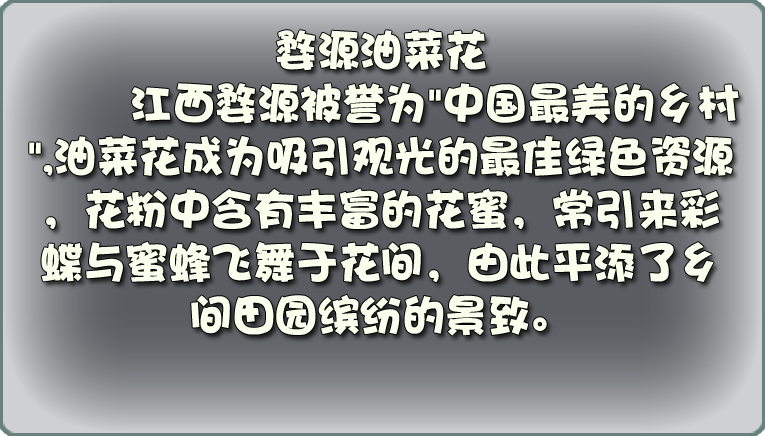 婺源油菜花
江西婺源被誉为"中国最美的乡村
",油菜花成为吸引观光的最佳绿色资源
，花粉中含有丰富的花蜜，常引来彩
蝶与蜜蜂飞舞于花间，由此平添了乡
间田园缤纷的景致。